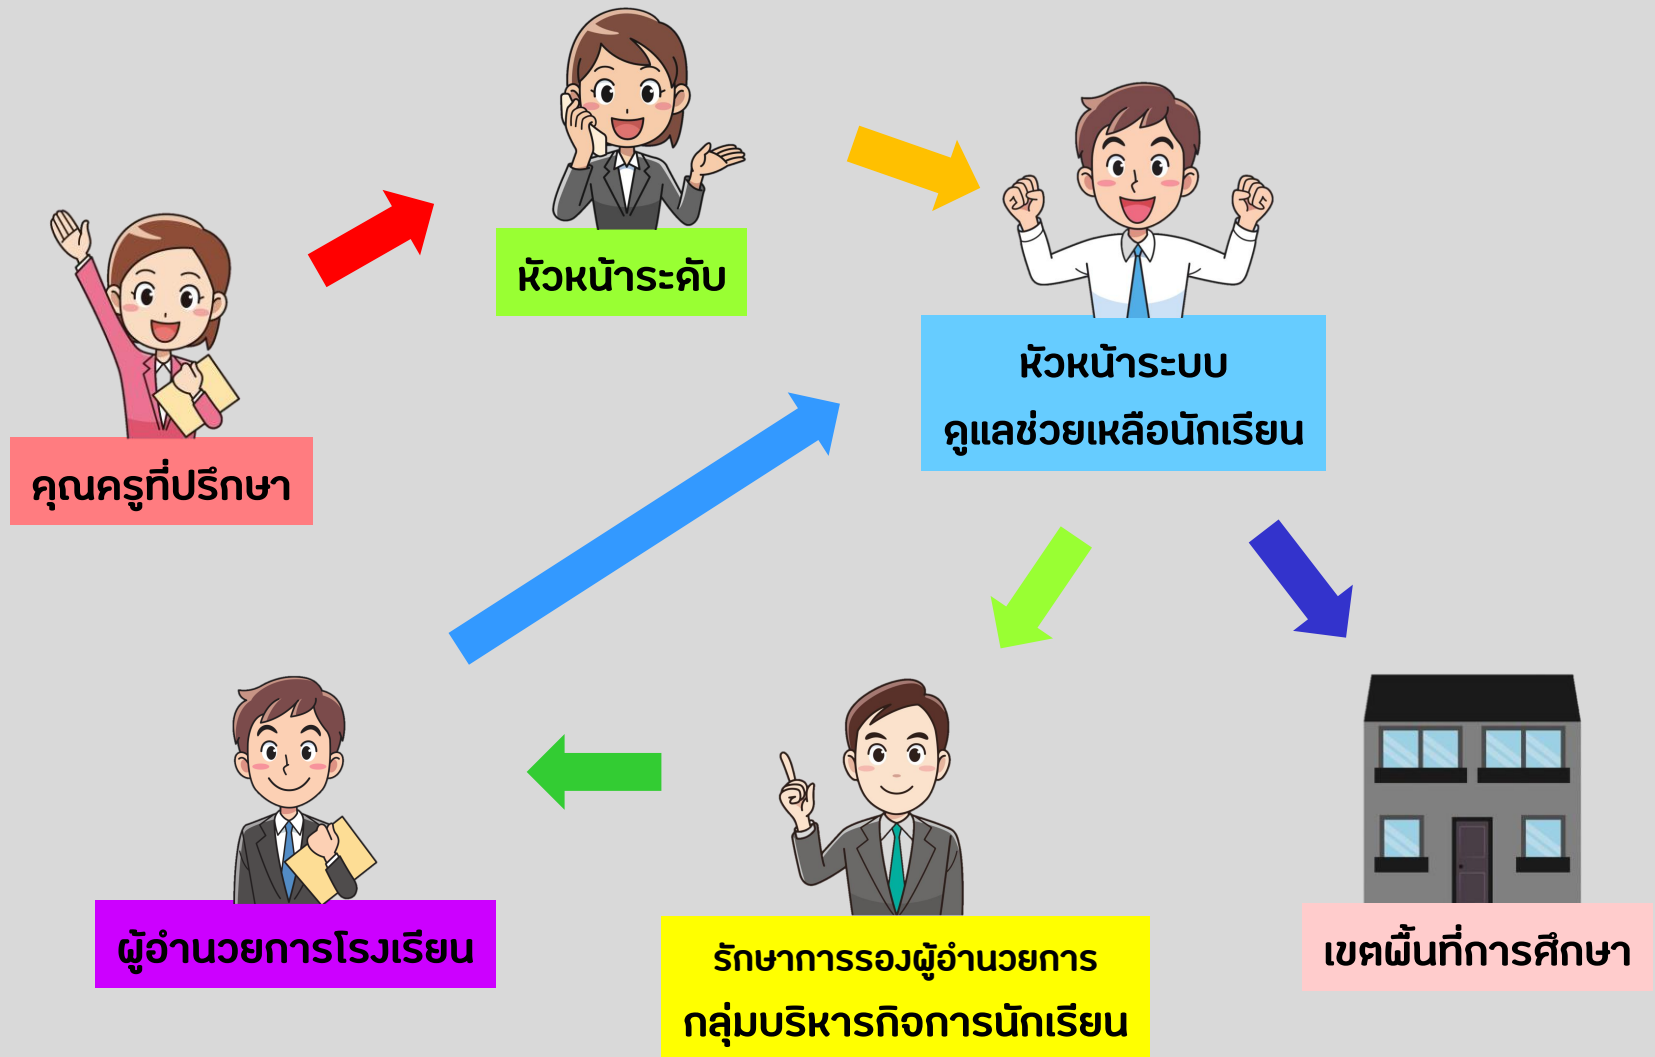 หัวหน้าระดับ
หัวหน้าระบบ
ดูแลช่วยเหลือนักเรียน
คุณครูที่ปรึกษา
ผู้อำนวยการโรงเรียน
รักษาการรองผู้อำนวยการ
กลุ่มบริหารกิจการนักเรียน
เขตพื้นที่การศึกษา